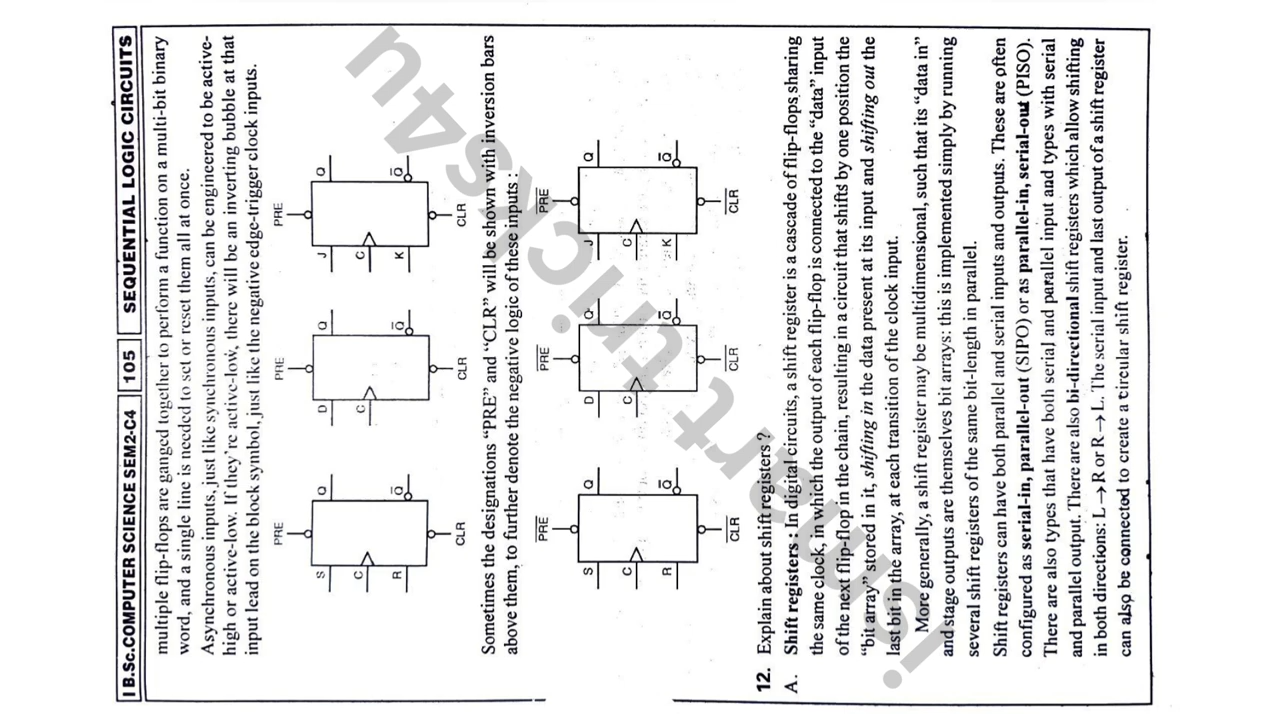 I B.Sc.COMPUTER SCIENCE SEM2-C4 105 SEQUENTIAL LOGIC CIRCUITS
multiple flip-flops are ganged together to perform a function on a multi-bit binary
word, and a single line is needed to set or reset them all at once.
Asynchronous inputs, just like synchronous inputs, can be engineered to be active-
high or active-low. If they're active-low, there will be an inverting bubble at that
input lead on the block symbol, just like the negative edge-trigger clock inputs.
PRE PRE PRE
S Q D Q J Q
C C C
R Q̅ Q̅ K Q̅
CLR CLR CLR
Sometimes the designations "PRE" and "CLR" will be shown with inversion bars
above them, to further denote the negative logic of these inputs :
P̅R̅E̅ P̅R̅E̅ P̅R̅E̅
S Q D Q J Q
C C C
R Q̅ Q̅ K Q̅
C̅L̅R̅ C̅L̅R̅ C̅L̅R̅
12. Explain about shift registers ?
A. Shift registers : In digital circuits, a shift register is a cascade of flip-flops sharing
the same clock, in which the output of each flip-flop is connected to the "data" input
of the next flip-flop in the chain, resulting in a circuit that shifts by one position the
"bit array" stored in it, shifting in the data present at its input and shifting out the
last bit in the array, at each transition of the clock input.
More generally, a shift register may be multidimensional, such that its "data in"
and stage outputs are themselves bit arrays: this is implemented simply by running
several shift registers of the same bit-length in parallel.
Shift registers can have both parallel and serial inputs and outputs. These are often
configured as serial-in, parallel-out (SIPO) or as parallel-in, serial-out (PISO).
There are also types that have both serial and parallel input and types with serial
and parallel output. There are also bi-directional shift registers which allow shifting
in both directions: L→R or R→L. The serial input and last output of a shift register
can also be connected to create a circular shift register.
ismarttricks4u